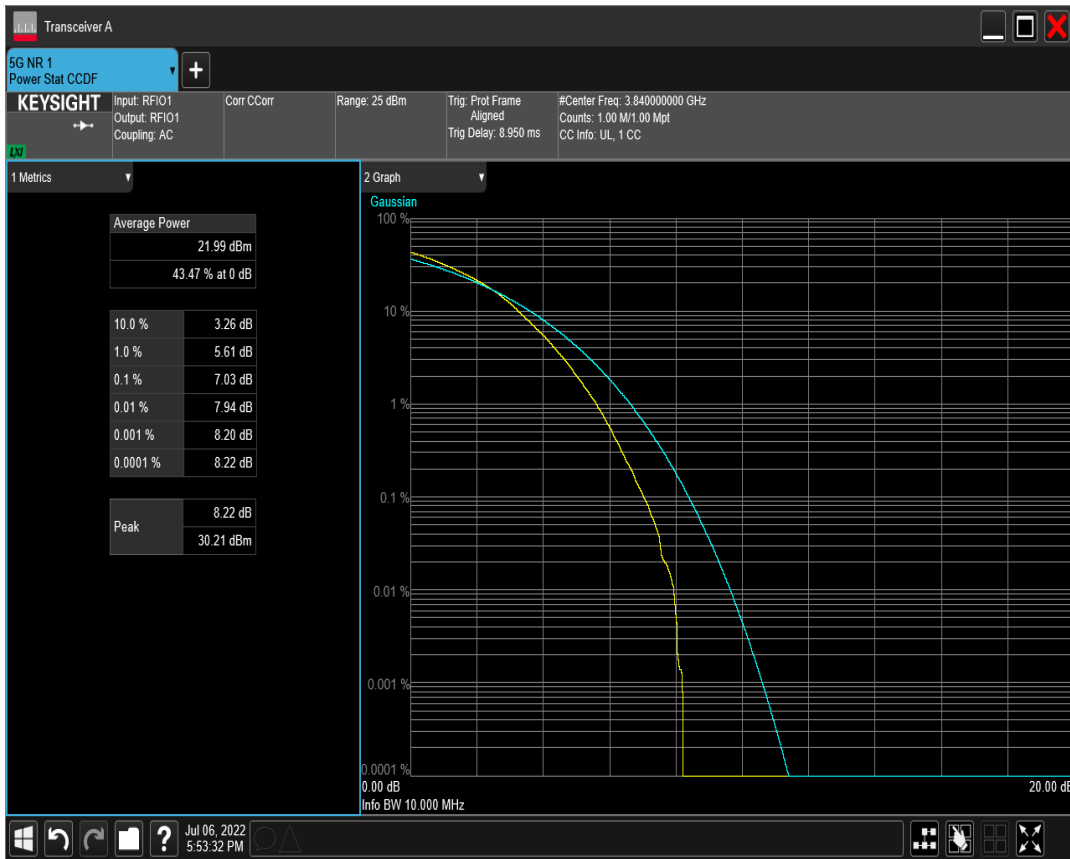 Transceiver A
5G NR 1
Power Stat CCDF
KEYSIGHT
LXI
Input: RFIO1
Output: RFIO1
Coupling: AC
Corr CCorr
Range: 25 dBm
Trig: Prot Frame
Aligned
Trig Delay: 8.950 ms
#Center Freq: 3.840000000 GHz
Counts: 1.00 M/1.00 Mpt
CC Info: UL, 1 CC
1 Metrics
Average Power
21.99 dBm
43.47 % at 0 dB
10.0 % 3.26 dB
1.0 % 5.61 dB
0.1 % 7.03 dB
0.01 % 7.94 dB
0.001 % 8.20 dB
0.0001 % 8.22 dB
Peak
8.22 dB
30.21 dBm
2 Graph
Gaussian
100 %
10 %
1 %
0.1 %
0.01 %
0.001 %
0.0001 %
0.00 dB
20.00 dB
Info BW 10.000 MHz
Jul 06, 2022
5:53:32 PM